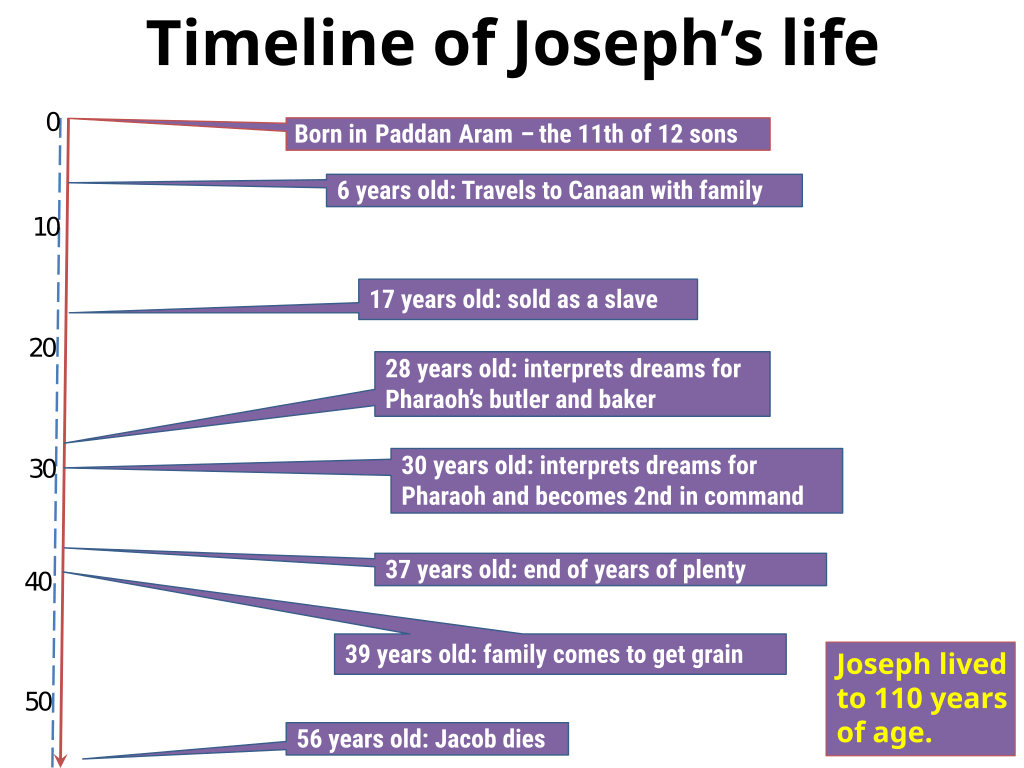 Timeline of Joseph’s life
0
Born in Paddan Aram – the 11th of 12 sons
6 years old: Travels to Canaan with family
10
17 years old: sold as a slave
20
28 years old: interprets dreams for
Pharaoh’s butler and baker
30
30 years old: interprets dreams for
Pharaoh and becomes 2nd in command
37 years old: end of years of plenty
40
39 years old: family comes to get grain
Joseph lived
to 110 years
of age.
50
56 years old: Jacob dies